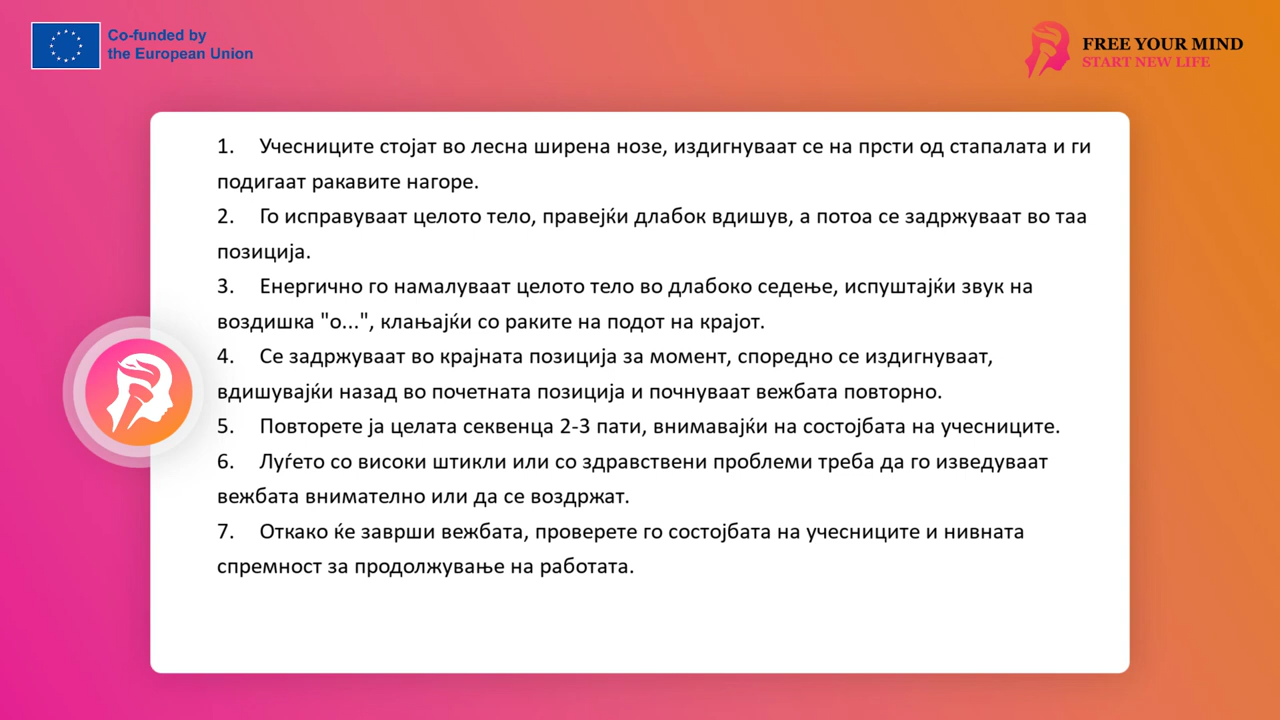 Co-funded by
the European Union
FREE YOUR MIND
START NEW LIFE
1. Учесниците стојат во лесна ширена нозе, издигнуваат се на прсти од стапалата и ги
подигаат ракавите нагоре.
2. Го исправуваат целото тело, правејќи длабок вдишув, а потоа се задржуваат во таа
позиција.
3. Енергично го намалуваат целото тело во длабоко седење, испуштајќи звук на
воздишка "о...", клањајќи со раките на подот на крајот.
4. Се задржуваат во крајната позиција за момент, споредно се издигнуваат,
вдишувајќи назад во почетната позиција и почнуваат вежбата повторно.
5. Повторете ја целата секвенца 2-3 пати, внимавајќи на состојбата на учесниците.
6. Луѓето со високи штикли или со здравствени проблеми треба да го изведуваат
вежбата внимателно или да се воздржат.
7. Откако ќе заврши вежбата, проверете го состојбата на учесниците и нивната
спремност за продолжување на работата.